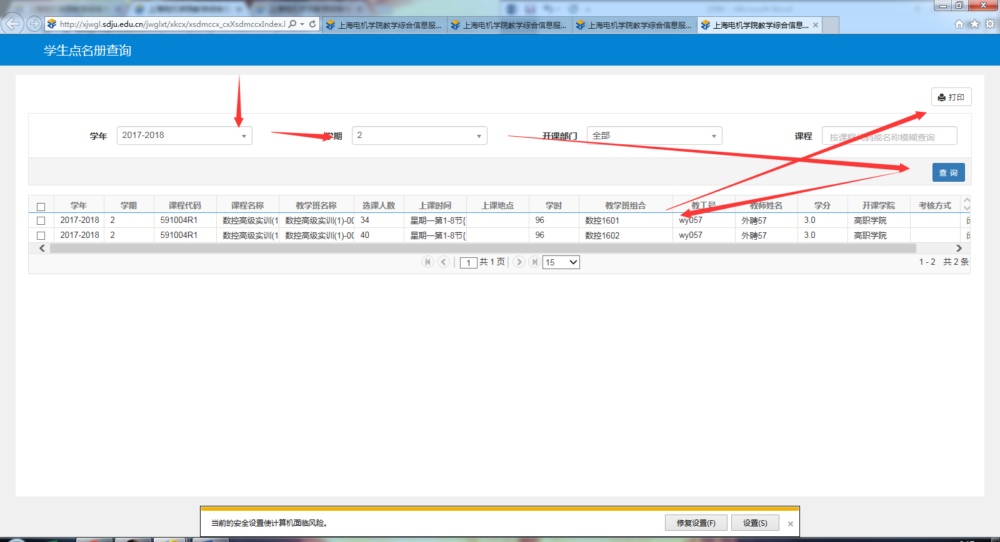 http://xjwgl.sdju.edu.cn/jwglxt/xkcx/xsdmccx_cxXsdmccxIndex.l
上海电机学院教学综合信息服...
上海电机学院教学综合信息服...
上海电机学院教学综合信息服...
上海电机学院教学综合信息...
学生点名册查询
打印
学年 2017-2018 学期 2 开课部门 全部 课程 按课程代码或名称模糊查询
查 询
学年 学期 课程代码 课程名称 教学班名称 选课人数 上课时间 上课地点 学时 教学班组合 教工号 教师姓名 学分 开课学院 考核方式
2017-2018 2 591004R1 数控高级实训(1 数控高级实训(1)-00 34 星期一第1-8节{ 96 数控1601 wy057 外聘57 3.0 高职学院
2017-2018 2 591004R1 数控高级实训(1 数控高级实训(1)-00 40 星期一第1-8节{ 96 数控1602 wy057 外聘57 3.0 高职学院
1 共 1 页 15 1 - 2 共 2 条
当前的安全设置使计算机面临风险。 修复设置(F) 设置(S)